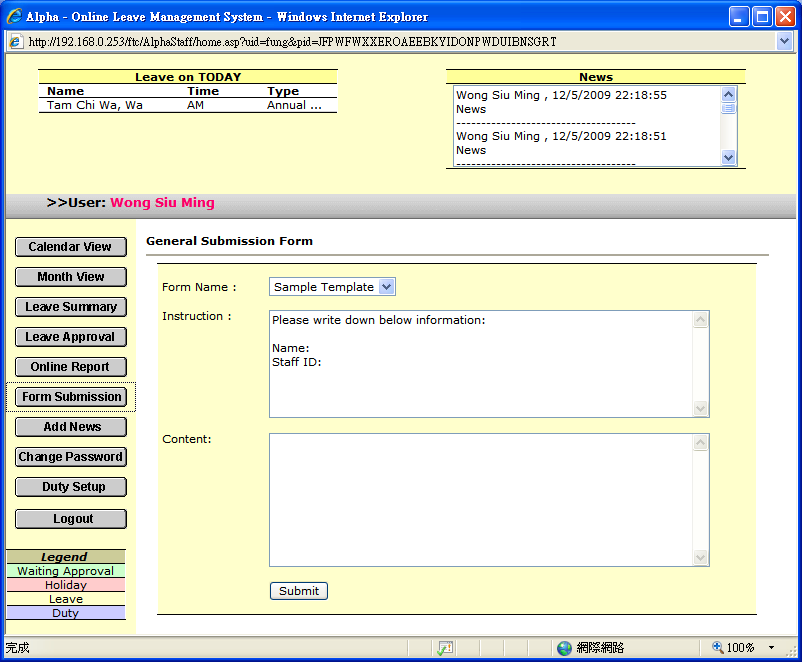 Alpha - Online Leave Management System - Windows Internet Explorer
http://192.168.0.253/ftc/AlphaStaff/home.asp?uid=fung&pid=JFPWFWXXEROAEEBKYIDONPWDUIBNSGRT
Leave on TODAY
Name Time Type
Tam Chi Wa, Wa AM Annual ...
News
Wong Siu Ming , 12/5/2009 22:18:55
News
------------------------------------
Wong Siu Ming , 12/5/2009 22:18:51
News
------------------------------------
>>User: Wong Siu Ming
Calendar View
Month View
Leave Summary
Leave Approval
Online Report
Form Submission
Add News
Change Password
Duty Setup
Logout
Legend
Waiting Approval
Holiday
Leave
Duty
General Submission Form
Form Name : Sample Template
Instruction : Please write down below information:
Name:
Staff ID:
Content:
Submit
完成 網際網路 100%